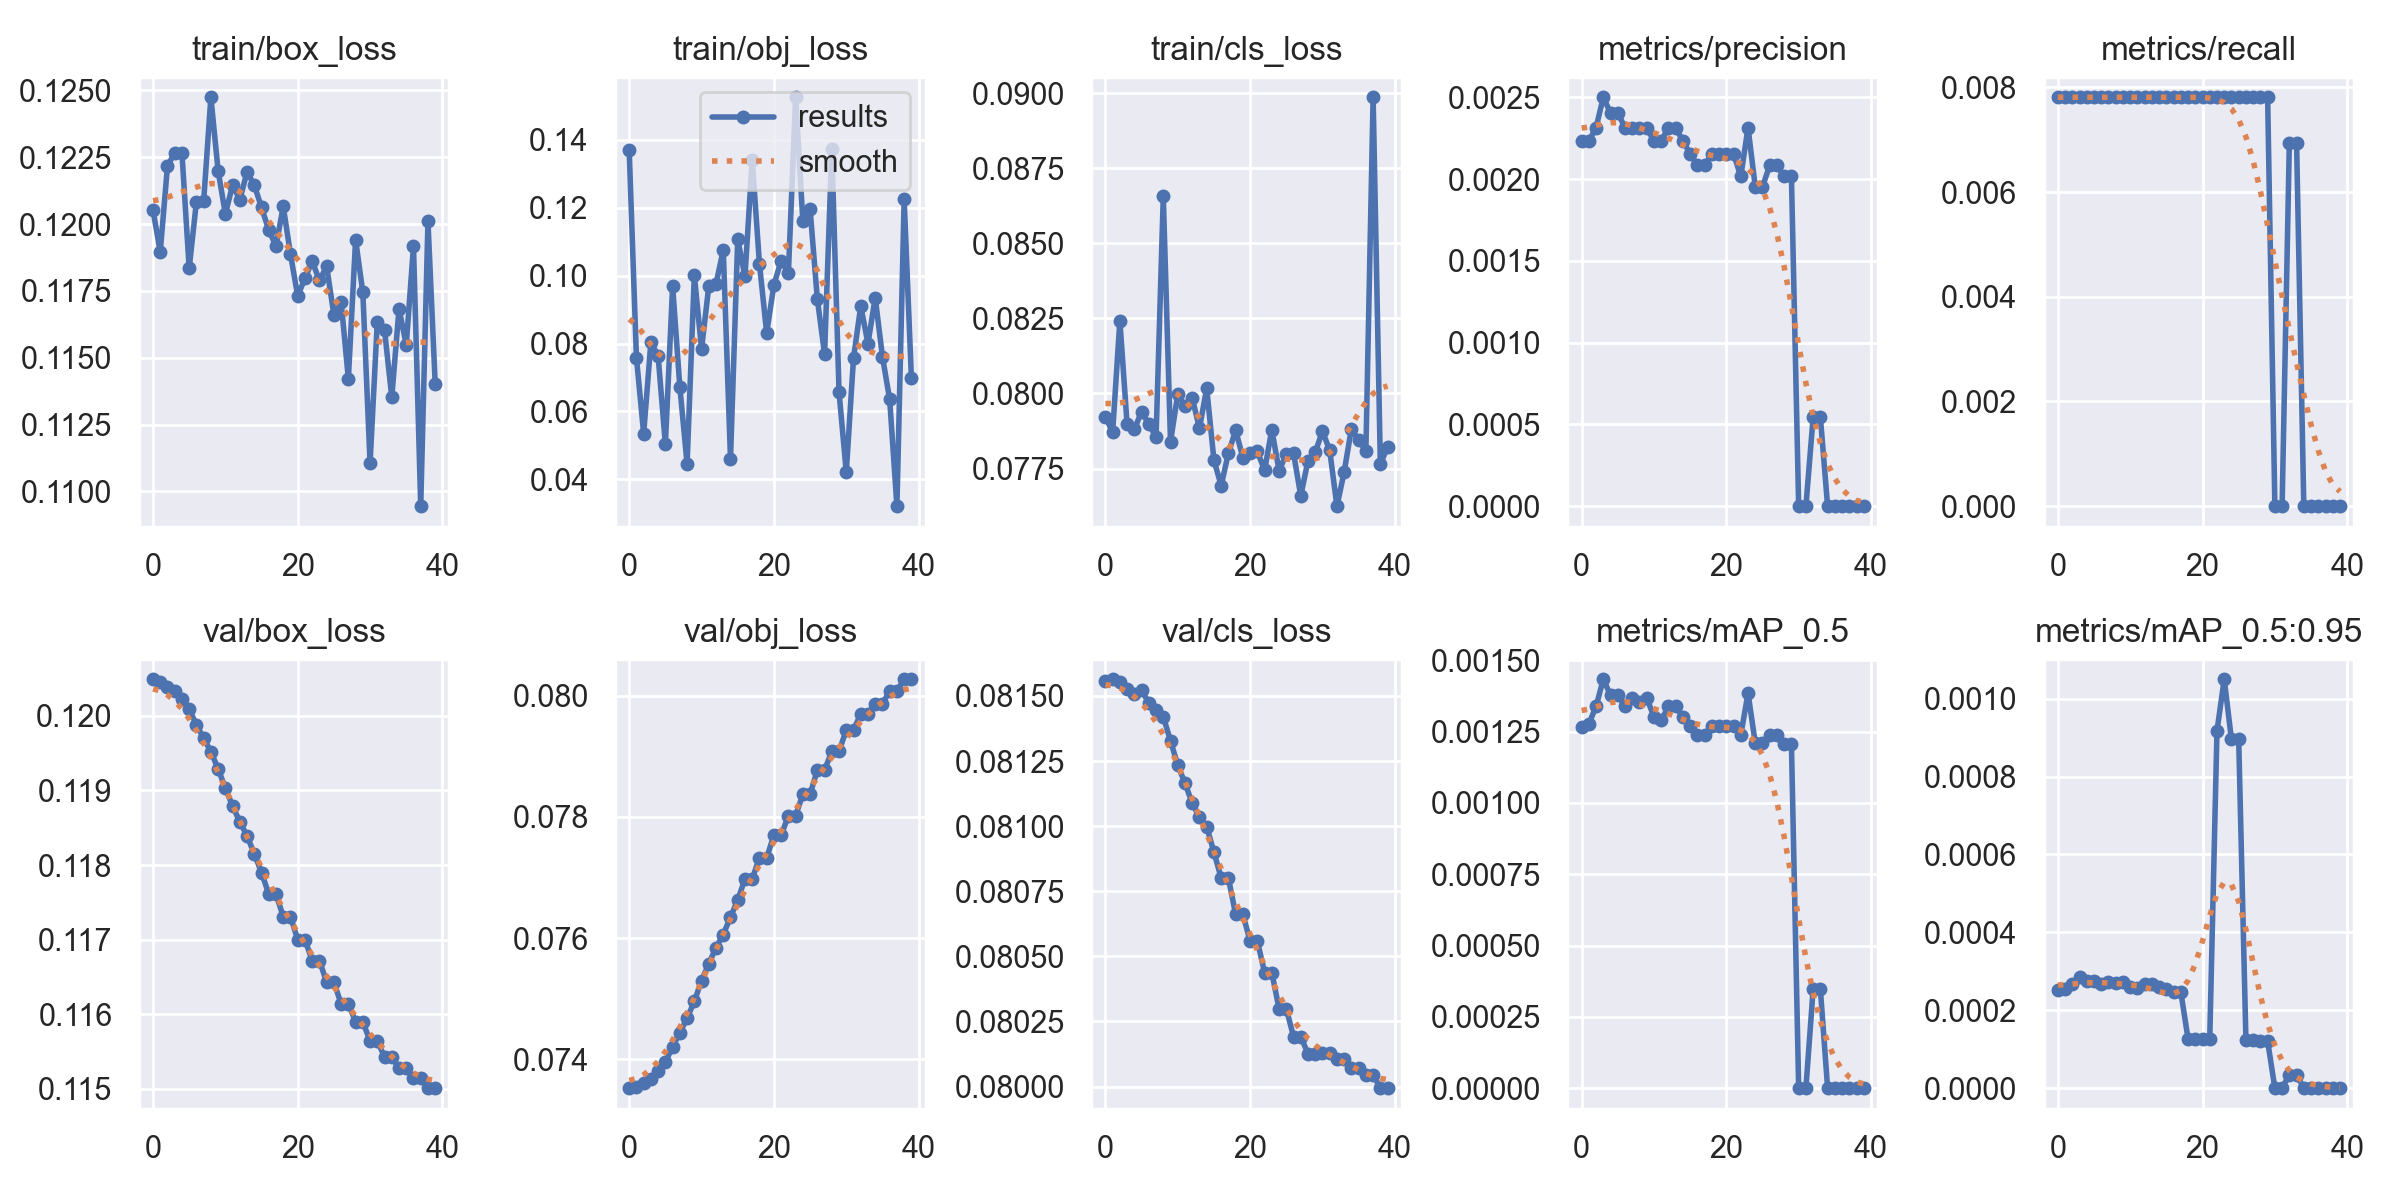 train/box_loss
0.1250
0.1225
0.1200
0.1175
0.1150
0.1125
0.1100
0 20 40
train/obj_loss
results
smooth
0.14
0.12
0.10
0.08
0.06
0.04
0 20 40
train/cls_loss
0.0900
0.0875
0.0850
0.0825
0.0800
0.0775
0 20 40
metrics/precision
0.0025
0.0020
0.0015
0.0010
0.0005
0.0000
0 20 40
metrics/recall
0.008
0.006
0.004
0.002
0.000
0 20 40
val/box_loss
0.120
0.119
0.118
0.117
0.116
0.115
0 20 40
val/obj_loss
0.080
0.078
0.076
0.074
0 20 40
val/cls_loss
0.08150
0.08125
0.08100
0.08075
0.08050
0.08025
0.08000
0 20 40
metrics/mAP_0.5
0.00150
0.00125
0.00100
0.00075
0.00050
0.00025
0.00000
0 20 40
metrics/mAP_0.5:0.95
0.0010
0.0008
0.0006
0.0004
0.0002
0.0000
0 20 40